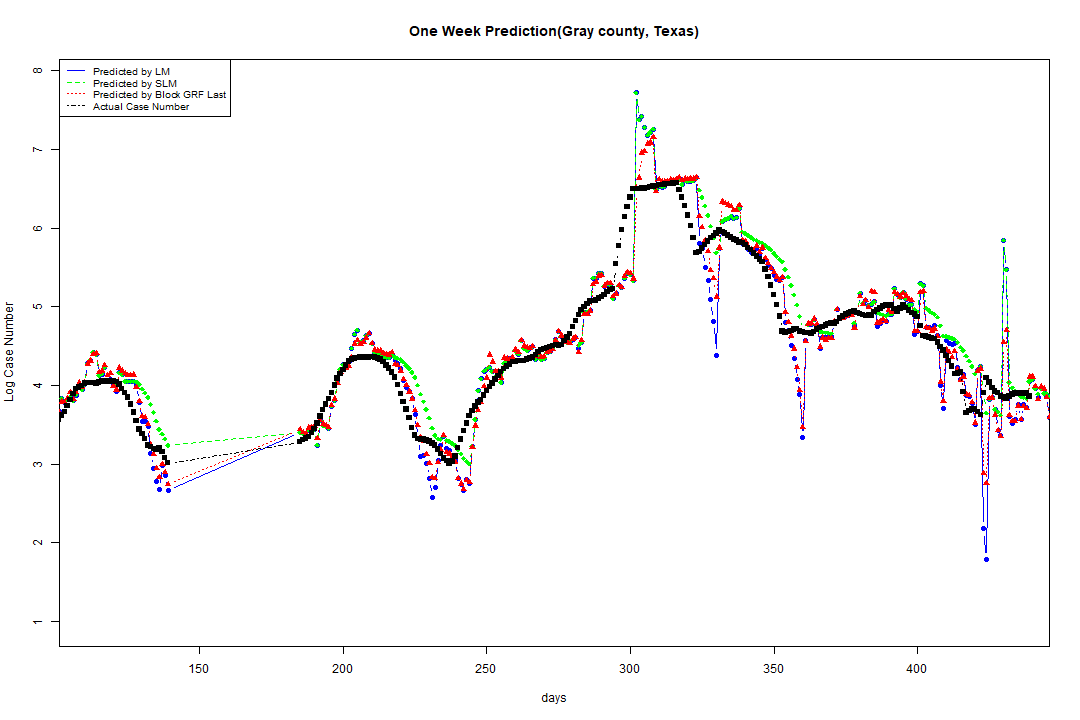 One Week Prediction(Gray county, Texas)
Predicted by LM
Predicted by SLM
Predicted by Block GRF Last
Actual Case Number
8
7
6
5
4
3
2
1
Log Case Number
150 200 250 300 350 400
days